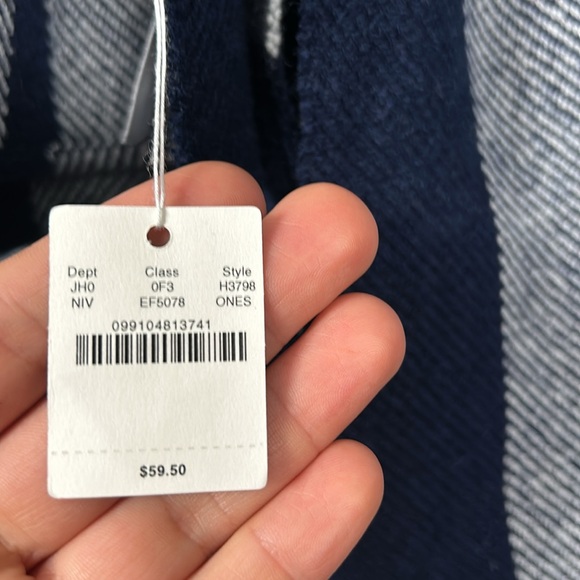 Dept Class Style
JH0 0F3 H3798
NIV EF5078 ONES
099104813741
$59.50